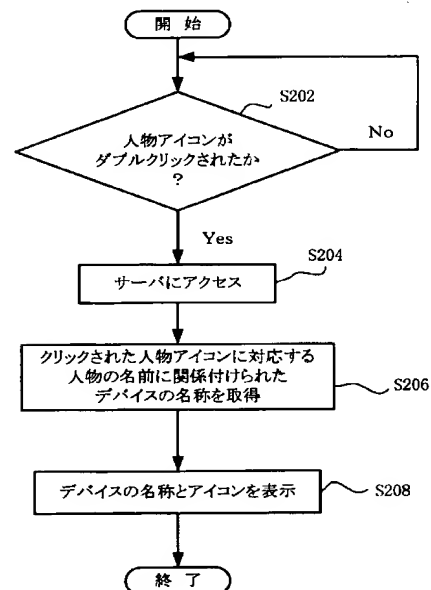 開 始
S202
人物アイコンが
ダブルクリックされたか
?
No
Yes
S204
サーバにアクセス
クリックされた人物アイコンに対応する
人物の名前に関係付けられた
デバイスの名称を取得
S206
デバイスの名称とアイコンを表示
S208
終 了